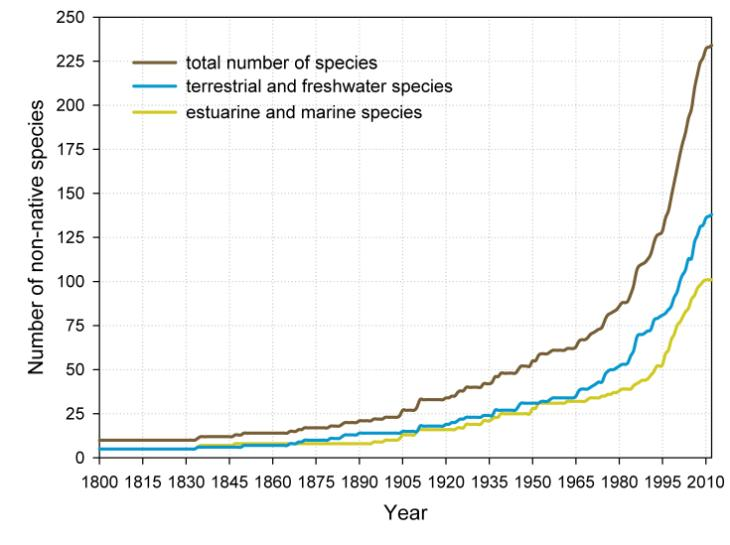 250
225
200
175
150
125
100
75
50
25
0
Number of non-native species
total number of species
terrestrial and freshwater species
estuarine and marine species
1800 1815 1830 1845 1860 1875 1890 1905 1920 1935 1950 1965 1980 1995 2010
Year